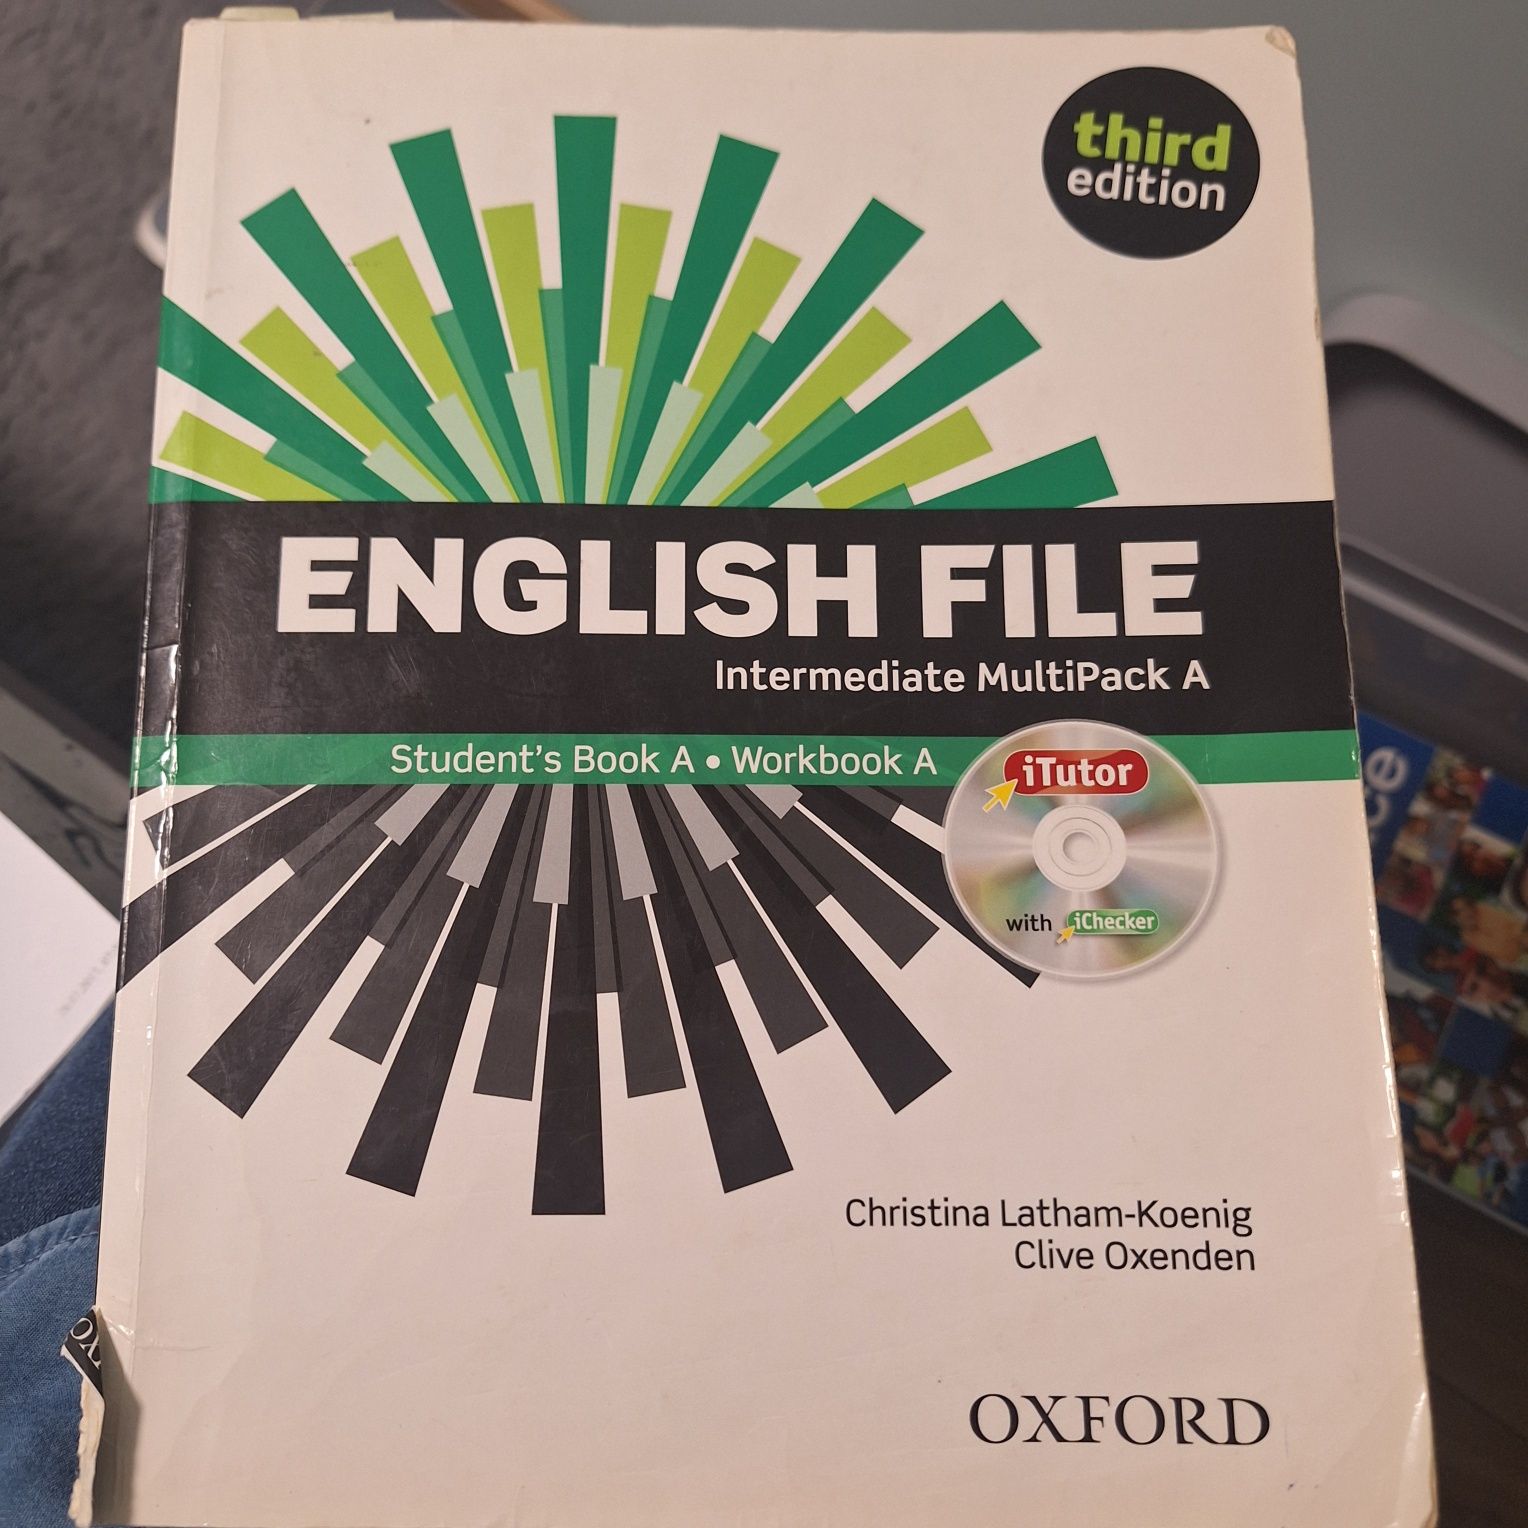 third
edition
ENGLISH FILE
Intermediate MultiPack A
Student's Book A • Workbook A
iTutor
with iChecker
Christina Latham-Koenig
Clive Oxenden
OXFORD